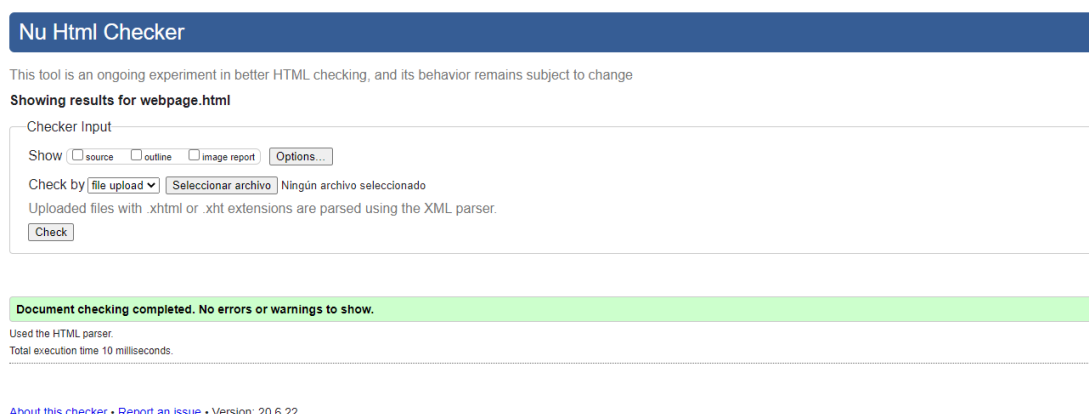 Nu Html Checker
This tool is an ongoing experiment in better HTML checking, and its behavior remains subject to change
Showing results for webpage.html
Checker Input
Show source outline image report Options...
Check by file upload Seleccionar archivo Ningún archivo seleccionado
Uploaded files with .xhtml or .xht extensions are parsed using the XML parser.
Check
Document checking completed. No errors or warnings to show.
Used the HTML parser.
Total execution time 10 milliseconds.
About this checker • Report an issue • Version: 20.6.22